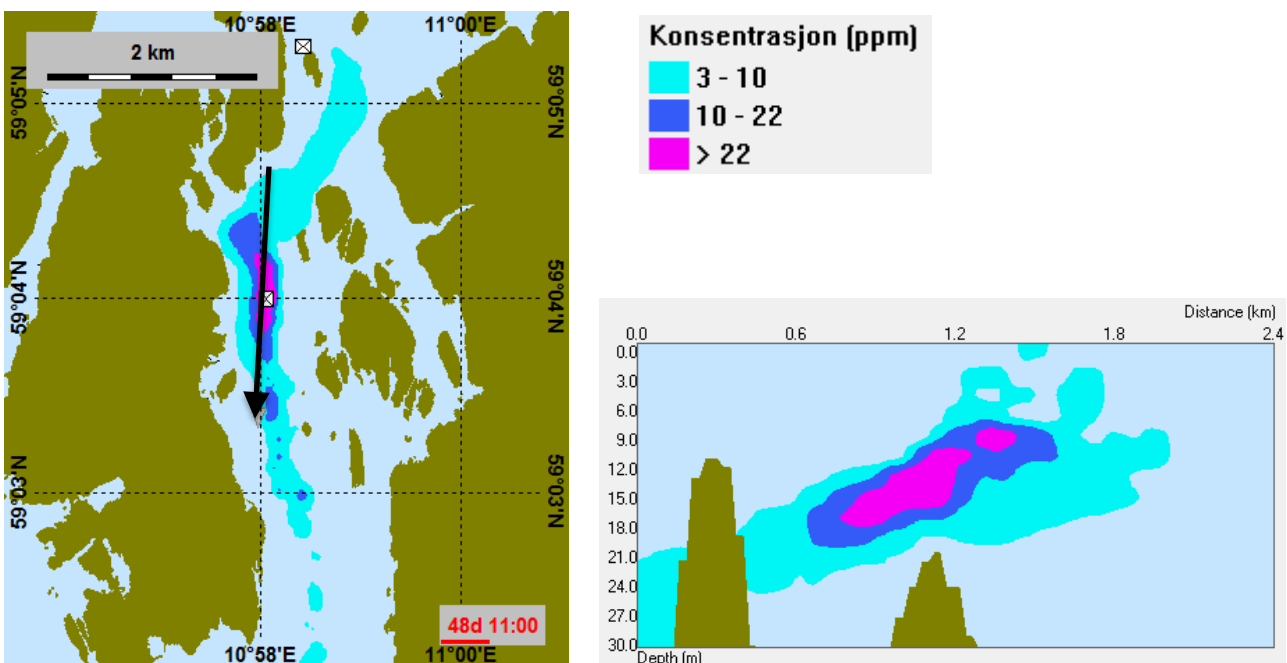 10°58'E
11°00'E
2 km
59°05'N
59°05'N
59°04'N
59°04'N
59°03'N
59°03'N
48d 11:00
10°58'E
11°00'E
Konsentrasjon (ppm)
3 - 10
10 - 22
> 22
Distance (km)
0.0 0.6 1.2 1.8 2.4
0.0
3.0
6.0
9.0
12.0
15.0
18.0
21.0
24.0
27.0
30.0
Depth (m)